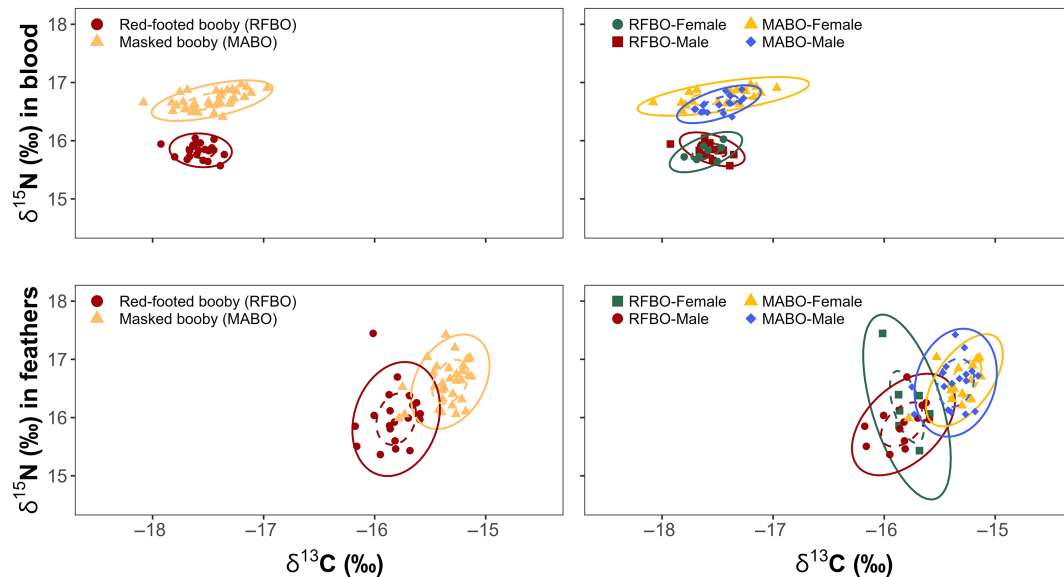 δ15N (‰) in blood
18
17
16
15
Red-footed booby (RFBO)
Masked booby (MABO)
RFBO-Female
RFBO-Male
MABO-Female
MABO-Male
δ15N (‰) in feathers
18
17
16
15
Red-footed booby (RFBO)
Masked booby (MABO)
RFBO-Female
RFBO-Male
MABO-Female
MABO-Male
−18 −17 −16 −15
−18 −17 −16 −15
δ13C (‰)
δ13C (‰)